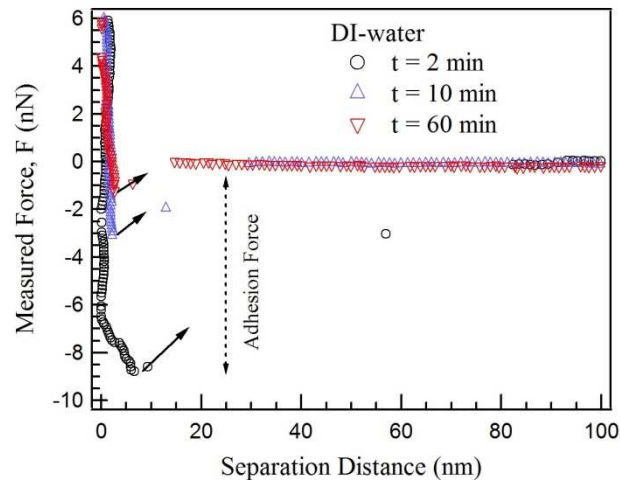 DI-water
t = 2 min
t = 10 min
t = 60 min
Measured Force, F (nN)
6
4
2
0
-2
-4
-6
-8
-10
Adhesion Force
0
20
40
60
80
100
Separation Distance (nm)